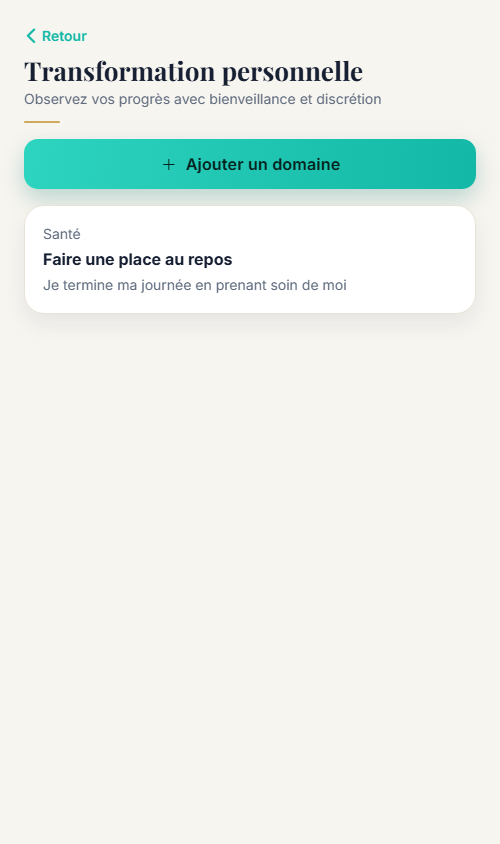 Retour
Transformation personnelle
Observez vos progrès avec bienveillance et discrétion
+ Ajouter un domaine
Santé
Faire une place au repos
Je termine ma journée en prenant soin de moi